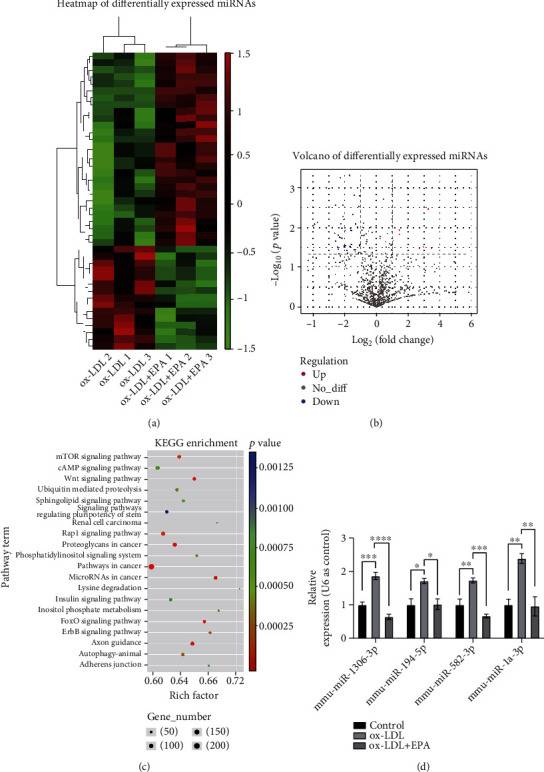 Heatmap of differentially expressed miRNAs
1.5
1
0.5
0
−0.5
−1
−1.5
ox-LDL 2
ox-LDL 1
ox-LDL 3
ox-LDL+EPA 1
ox-LDL+EPA 2
ox-LDL+EPA 3
(a)
Volcano of differentially expressed miRNAs
−Log10 (p value)
3
2
1
0
−1
−2
0
2
4
6
Log2 (fold change)
Regulation
Up
No_diff
Down
(b)
KEGG enrichment
p value
Pathway term
mTOR signaling pathway
cAMP signaling pathway
Wnt signaling pathway
Ubiquitin mediated proteolysis
Sphingolipid signaling pathway
Signaling pathways
regulating pluripotency of stem
Renal cell carcinoma
Rap1 signaling pathway
Proteoglycans in cancer
Phosphatidylinositol signaling system
Pathways in cancer
MicroRNAs in cancer
Lysine degradation
Insulin signaling pathway
Inositol phosphate metabolism
FoxO signaling pathway
ErbB signaling pathway
Axon guidance
Autophagy-animal
Adherens junction
0.60 0.64 0.66 0.68 0.72
Rich factor
0.00125
0.00100
0.00075
0.00050
0.00025
Gene_number
(50) (150)
(100) (200)
(c)
Relative
expression (U6 as control)
3
2
1
0
*** ****
* *
** ***
** **
mmu-miR-1306-3p
mmu-miR-194-5p
mmu-miR-582-3p
mmu-miR-1a-3p
Control
ox-LDL
ox-LDL+EPA
(d)